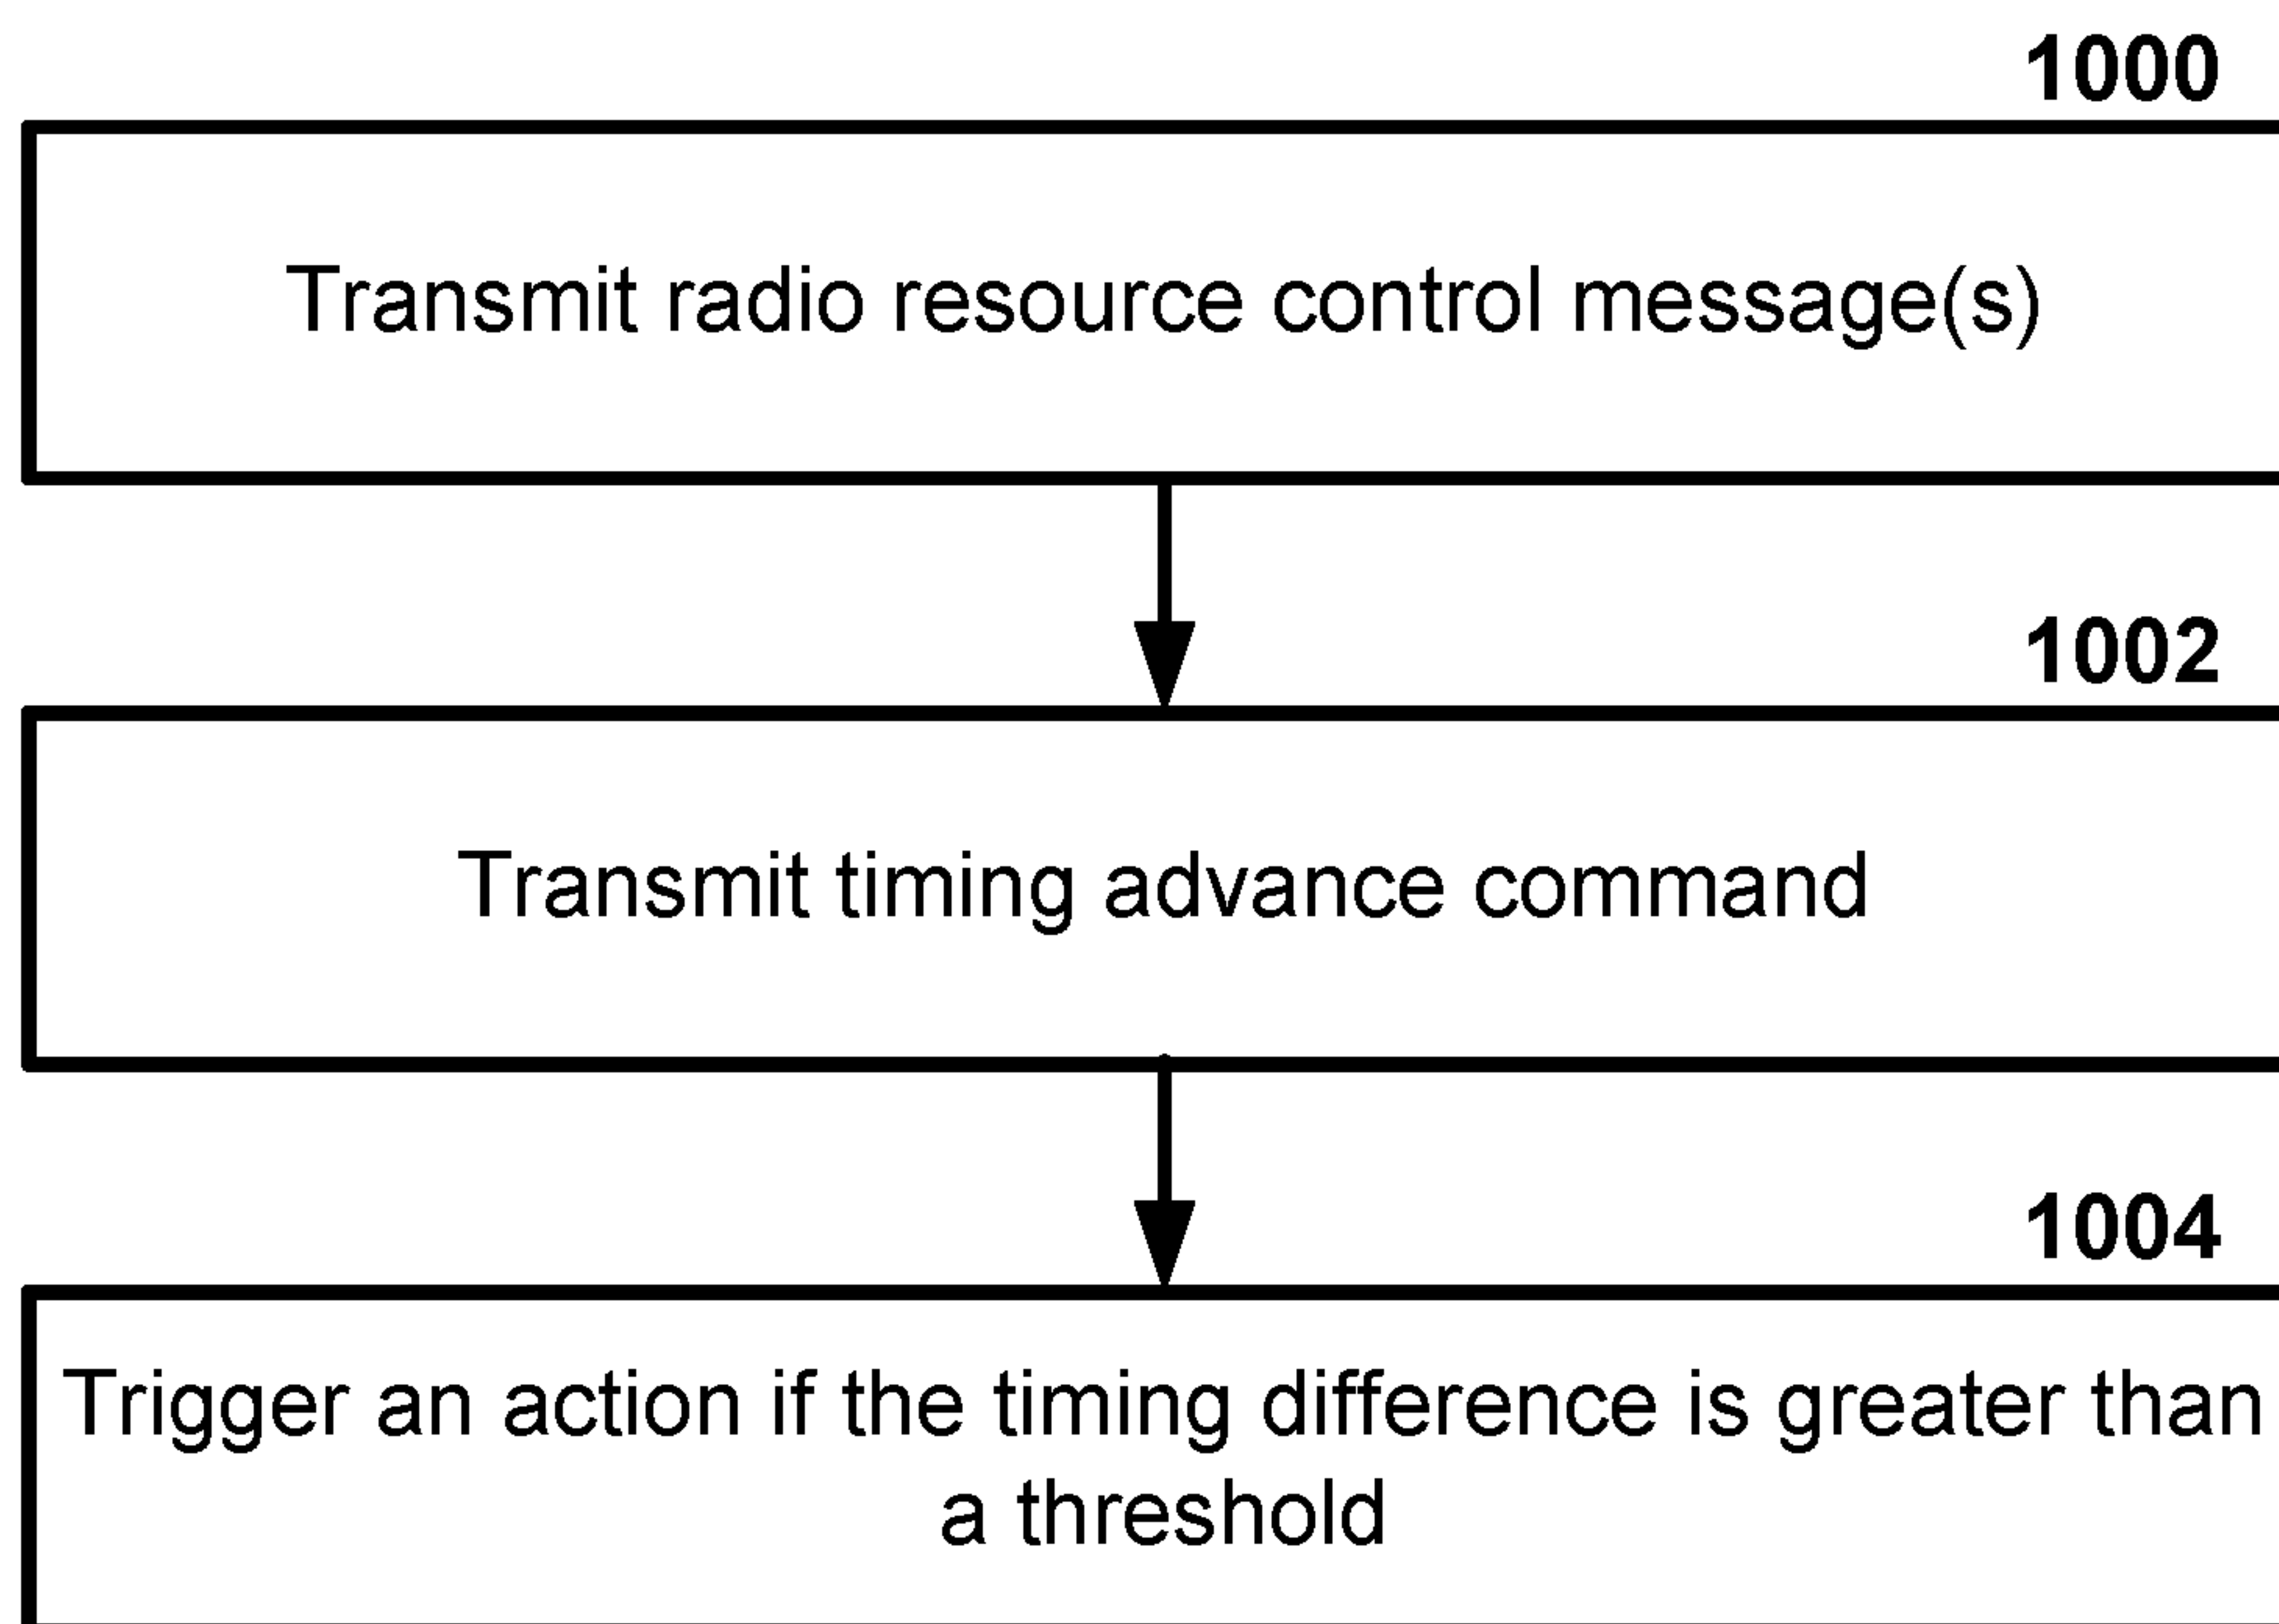 1000
Transmit radio resource control message(s)
1002
Transmit timing advance command
1004
Trigger an action if the timing difference is greater than
a threshold